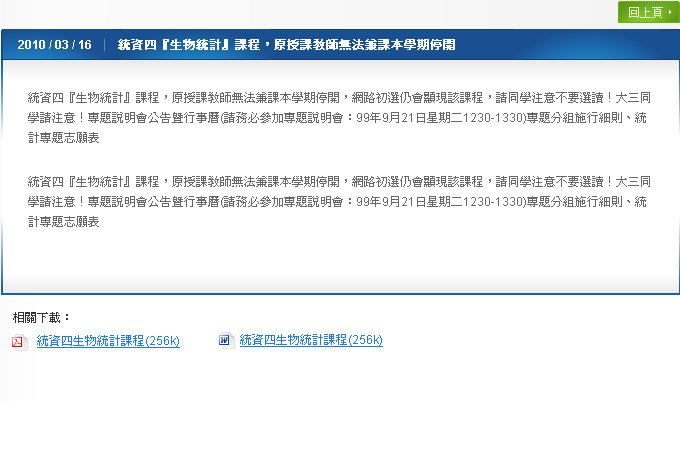 回上頁
2010 / 03 / 16 ｜ 統資四『生物統計』課程，原授課教師無法兼課本學期停開
統資四『生物統計』課程，原授課教師無法兼課本學期停開，網路初選仍會顯現該課程，請同學注意不要選讀！大三同
學請注意！專題說明會公告暨行事曆(請務必參加專題說明會：99年9月21日星期二1230-1330)專題分組施行細則、統
計專題志願表
統資四『生物統計』課程，原授課教師無法兼課本學期停開，網路初選仍會顯現該課程，請同學注意不要選讀！大三同
學請注意！專題說明會公告暨行事曆(請務必參加專題說明會：99年9月21日星期二1230-1330)專題分組施行細則、統
計專題志願表
相關下載：
統資四生物統計課程(256k) 統資四生物統計課程(256k)